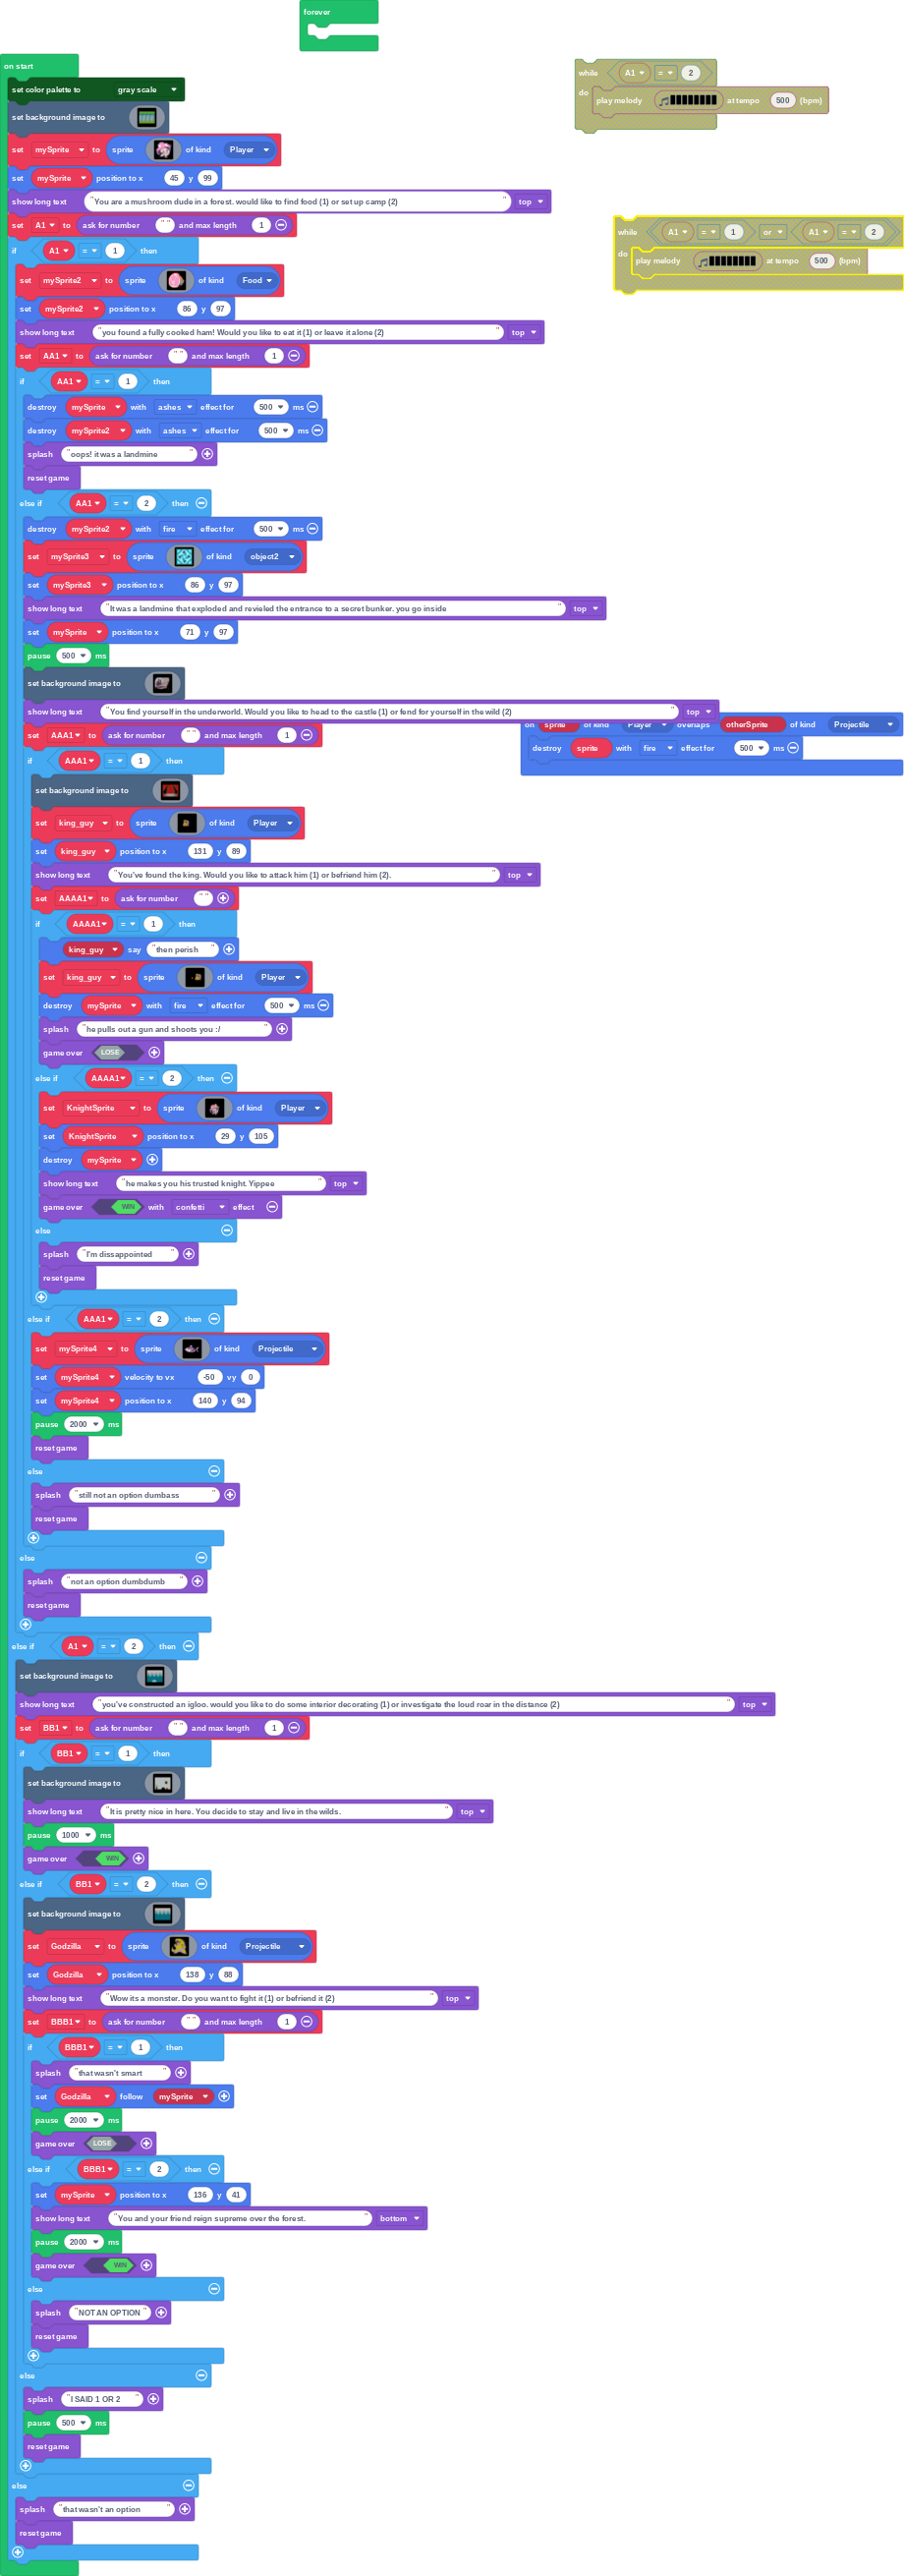 forever
on start
set color palette to gray scale
set background image to
set mySprite to sprite of kind Player
set mySprite position to x 45 y 99
show long text "You are a mushroom dude in a forest. would like to find food (1) or set up camp (2) " top
set A1 to ask for number " " and max length 1
if A1 = 1 then
set mySprite2 to sprite of kind Food
set mySprite2 position to x 86 y 97
show long text "you found a fully cooked ham! Would you like to eat it (1) or leave it alone (2) " top
set AA1 to ask for number " " and max length 1
if AA1 = 1 then
destroy mySprite with ashes effect for 500 ms
destroy mySprite2 with ashes effect for 500 ms
splash "oops! it was a landmine "
reset game
else if AA1 = 2 then
destroy mySprite2 with fire effect for 500 ms
set mySprite3 to sprite of kind object2
set mySprite3 position to x 86 y 97
show long text "It was a landmine that exploded and revieled the entrance to a secret bunker. you go inside " top
set mySprite position to x 71 y 97
pause 500 ms
set background image to
show long text "You find yourself in the underworld. Would you like to head to the castle (1) or fend for yourself in the wild (2) " top
set AAA1 to ask for number " " and max length 1
if AAA1 = 1 then
set background image to
set king_guy to sprite of kind Player
set king_guy position to x 131 y 89
show long text "You've found the king. Would you like to attack him (1) or befriend him (2). " top
set AAAA1 to ask for number " "
if AAAA1 = 1 then
king_guy say "then perish "
set king_guy to sprite of kind Player
destroy mySprite with fire effect for 500 ms
splash "he pulls out a gun and shoots you :/ "
game over LOSE
else if AAAA1 = 2 then
set KnightSprite to sprite of kind Player
set KnightSprite position to x 29 y 105
destroy mySprite
show long text "he makes you his trusted knight. Yippee " top
game over WIN with confetti effect
else
splash "I'm dissappointed "
reset game
else if AAA1 = 2 then
set mySprite4 to sprite of kind Projectile
set mySprite4 velocity to vx -50 vy 0
set mySprite4 position to x 140 y 94
pause 2000 ms
reset game
else
splash "still not an option dumbass "
reset game
else
splash "not an option dumbdumb "
reset game
else if A1 = 2 then
set background image to
show long text "you've constructed an igloo. would you like to do some interior decorating (1) or investigate the loud roar in the distance (2) " top
set BB1 to ask for number " " and max length 1
if BB1 = 1 then
set background image to
show long text "It is pretty nice in here. You decide to stay and live in the wilds. " top
pause 1000 ms
game over WIN
else if BB1 = 2 then
set background image to
set Godzilla to sprite of kind Projectile
set Godzilla position to x 138 y 88
show long text "Wow its a monster. Do you want to fight it (1) or befriend it (2) " top
set BBB1 to ask for number " " and max length 1
if BBB1 = 1 then
splash "that wasn't smart "
set Godzilla follow mySprite
pause 2000 ms
game over LOSE
else if BBB1 = 2 then
set mySprite position to x 136 y 41
show long text "You and your friend reign supreme over the forest. " bottom
pause 2000 ms
game over WIN
else
splash "NOT AN OPTION "
reset game
else
splash "I SAID 1 OR 2 "
pause 500 ms
reset game
else
splash "that wasn't an option "
reset game
while A1 = 2
do play melody at tempo 500 (bpm)
while A1 = 1 or A1 = 2
do play melody at tempo 500 (bpm)
on sprite of kind Player overlaps otherSprite of kind Projectile
destroy sprite with fire effect for 500 ms